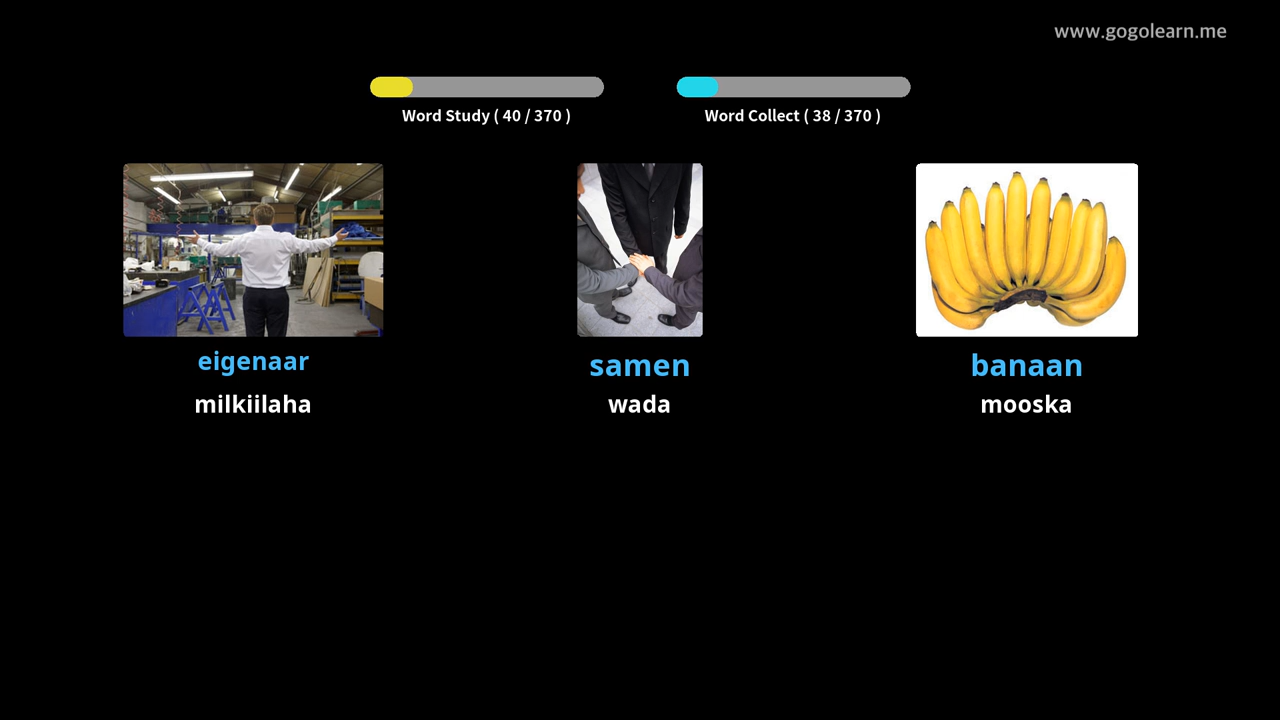 www.gogolearn.me
Word Study ( 40 / 370 )
Word Collect ( 38 / 370 )
eigenaar
milkiilaha
samen
wada
banaan
mooska